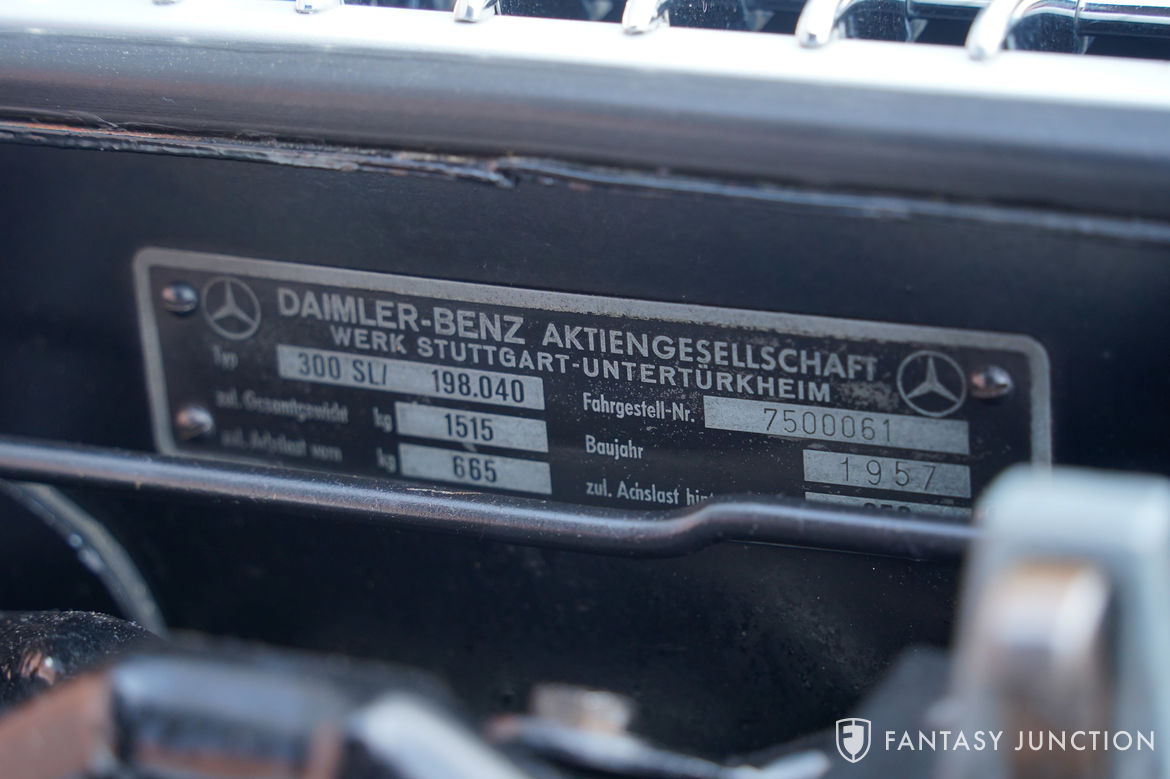 DAIMLER-BENZ AKTIENGESELLSCHAFT
WERK STUTTGART-UNTERTÜRKHEIM
Typ 300 SL/ 198.040
Fahrgestell-Nr. 7500061
zul. Gesamtgewicht kg 1515
Baujahr 1957
zul. Achslast vorn kg 665
zul. Achslast
FANTASY JUNCTION